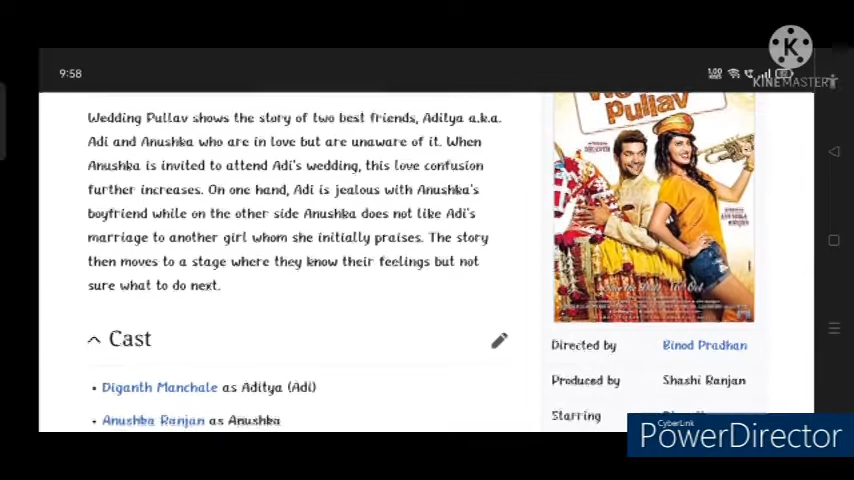 9:58
1.00
KINEMASTER
Pullav
Wedding Pullav shows the story of two best friends, Aditya a.k.a.
Adi and Anushka who are in love but are unaware of it. When
Anushka is invited to attend Adi's wedding, this love confusion
further increases. On one hand, Adi is jealous with Anushka's
boyfriend while on the other side Anushka does not like Adi's
marriage to another girl whom she initially praises. The story
then moves to a stage where they know their feelings but not
sure what to do next.
Cast
• Diganth Manchale as Aditya (Adi)
• Anushka Ranjan as Anushka
Directed by Binod Pradhan
Produced by Shashi Ranjan
Starring
CyberLink
PowerDirector